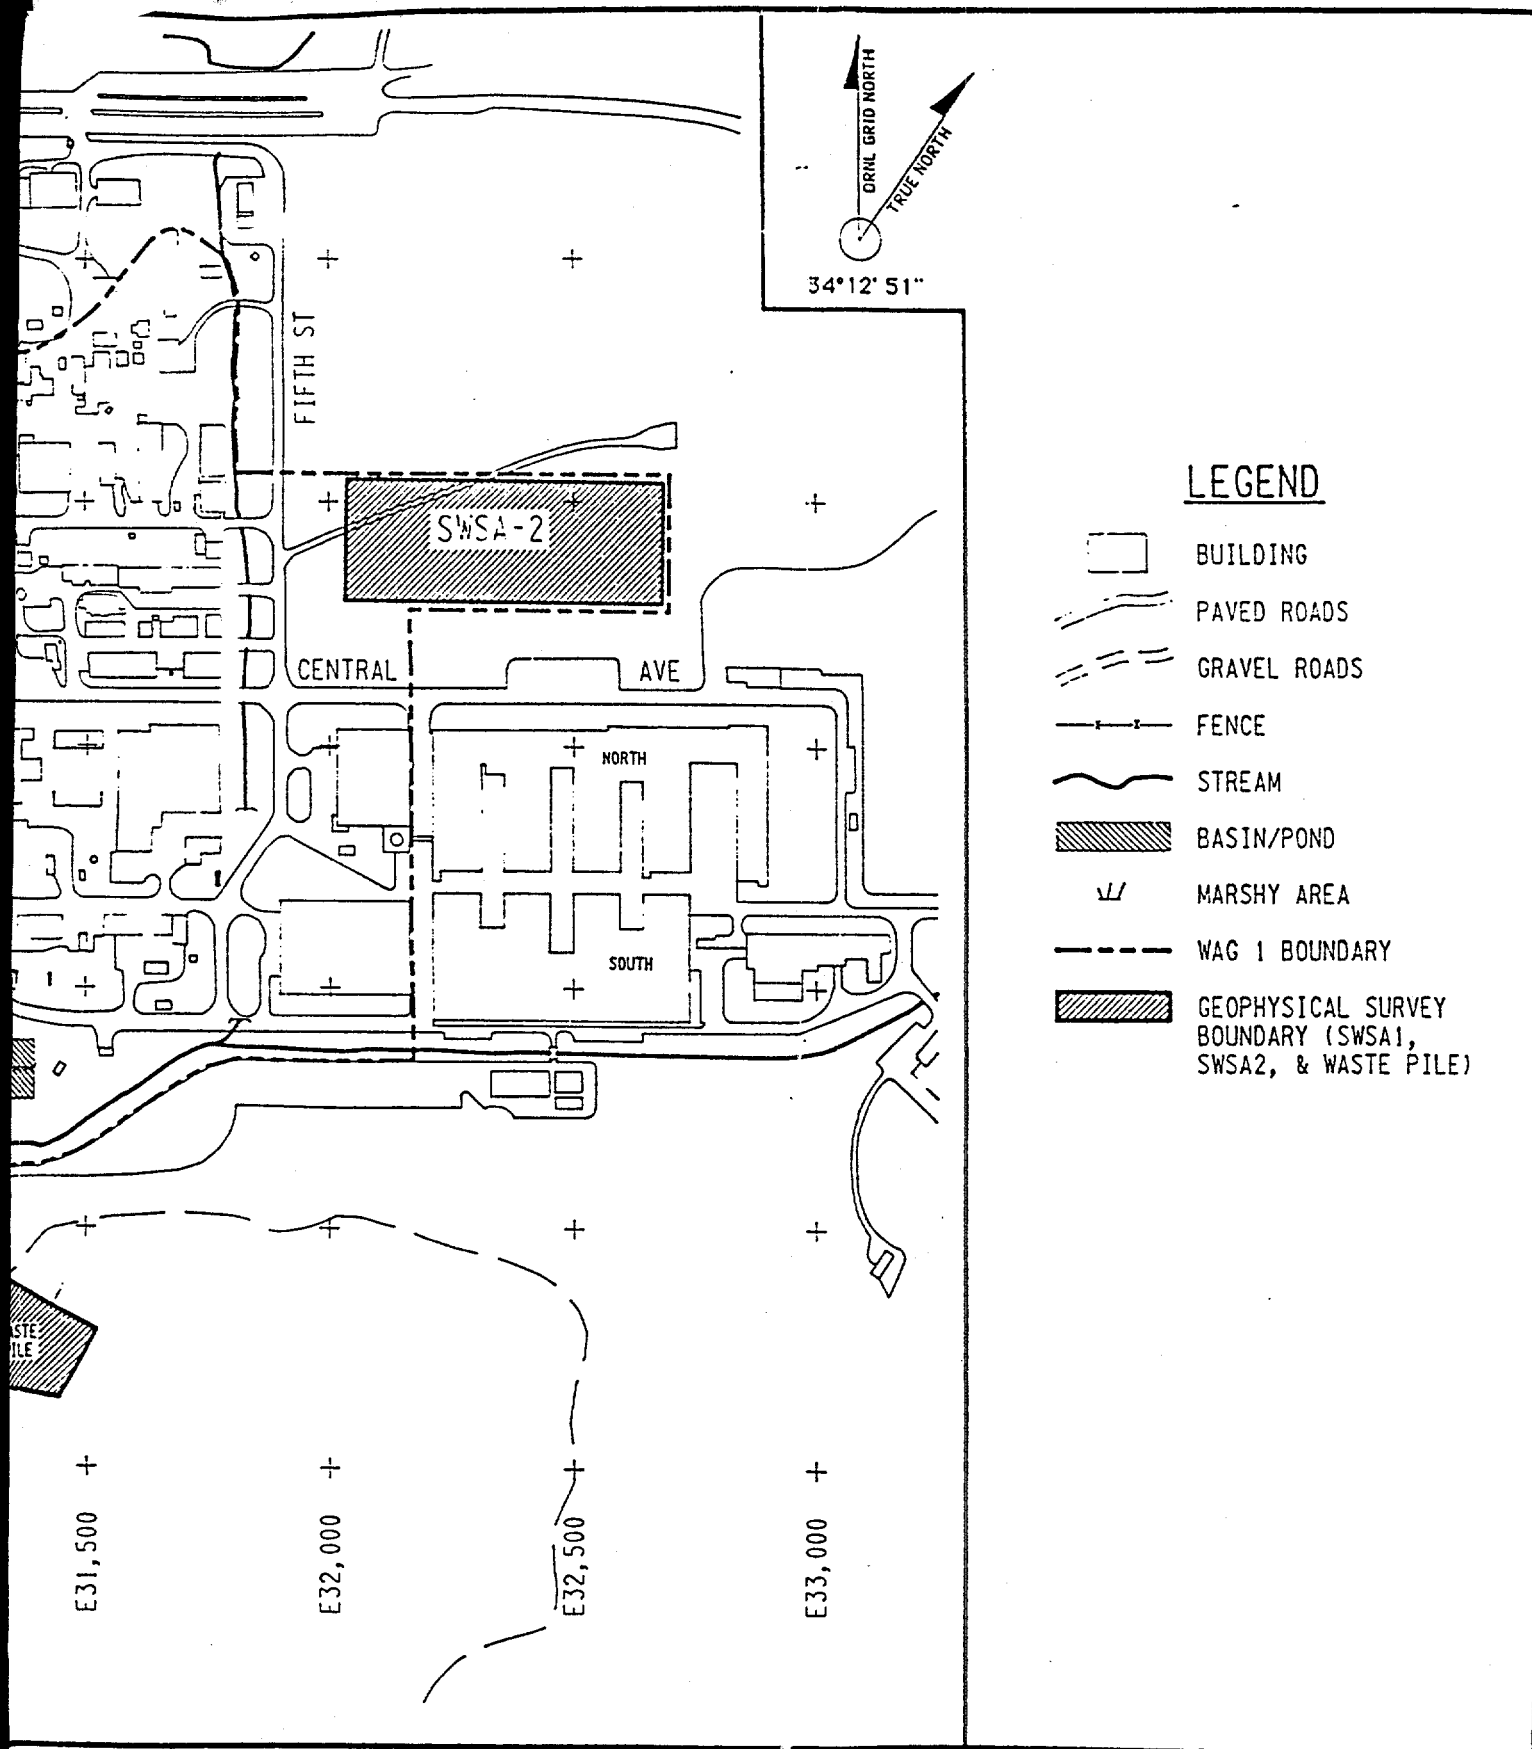 ORNL GRID NORTH
TRUE NORTH
34°12'51"
FIFTH ST
SWSA-2
CENTRAL AVE
NORTH
SOUTH
ASTE
ILE
E31,500
E32,000
E32,500
E33,000
LEGEND
BUILDING
PAVED ROADS
GRAVEL ROADS
FENCE
STREAM
BASIN/POND
MARSHY AREA
WAG 1 BOUNDARY
GEOPHYSICAL SURVEY
BOUNDARY (SWSA1,
SWSA2, & WASTE PILE)